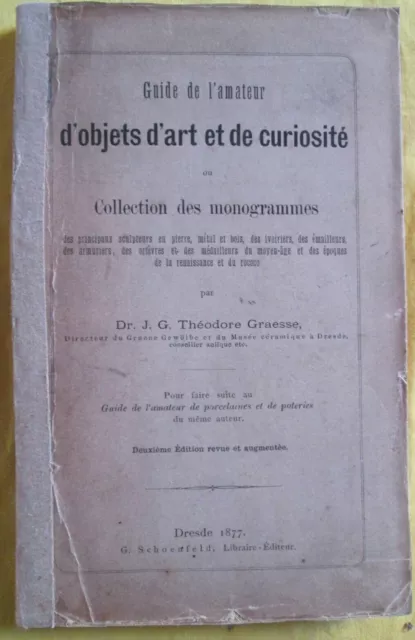 Guide de l'amateur
d'objets d'art et de curiosité
ou
Collection des monogrammes
des principaux sculpteurs en pierre, métal et bois, des ivoiriers, des émailleurs,
des armuriers, des orfèvres et des médailleurs du moyen-âge et des époques
de la renaissance et du rococo
par
Dr. J. G. Théodore Graesse,
Directeur du Grünes Gewölbe et du Musée céramique à Dresde,
conseiller aulique etc.
Pour faire suite au
Guide de l'amateur de porcelaines et de poteries
du même auteur.
Deuxième Édition revue et augmentée.
Dresde 1877.
G. Schoenfeld, Libraire-Éditeur.